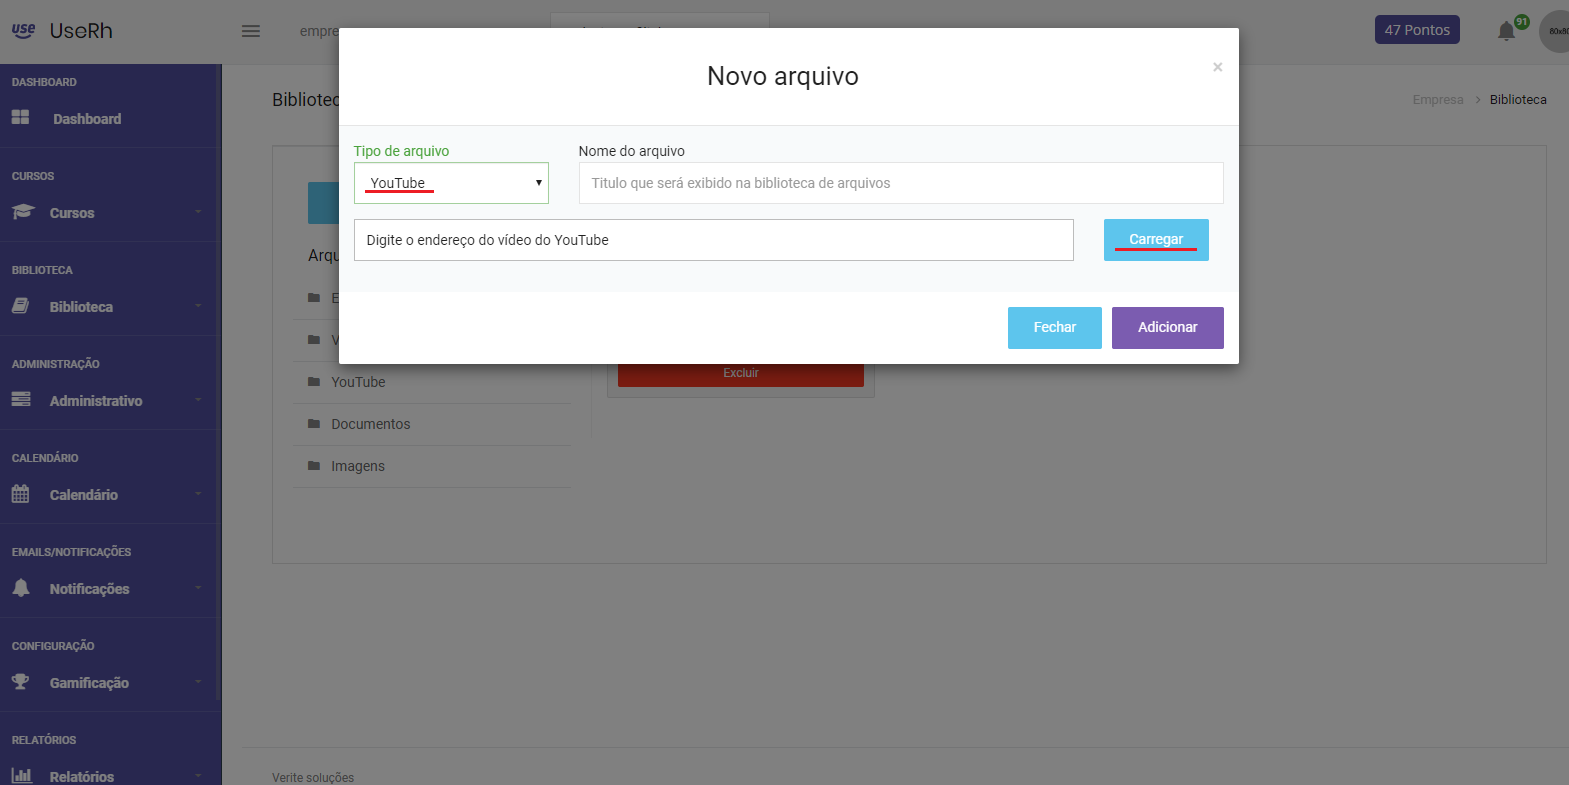 use UseRh
empre
47 Pontos
91
80x80
Novo arquivo
×
DASHBOARD
Dashboard
CURSOS
Cursos
BIBLIOTECA
Biblioteca
ADMINISTRAÇÃO
Administrativo
CALENDÁRIO
Calendário
EMAILS/NOTIFICAÇÕES
Notificações
CONFIGURAÇÃO
Gamificação
RELATÓRIOS
Relatórios
Bibliotec
Empresa > Biblioteca
Tipo de arquivo
YouTube
Nome do arquivo
Titulo que será exibido na biblioteca de arquivos
Digite o endereço do vídeo do YouTube
Carregar
Fechar
Adicionar
Arqu
E
V
YouTube
Documentos
Imagens
Excluir
Verite soluções